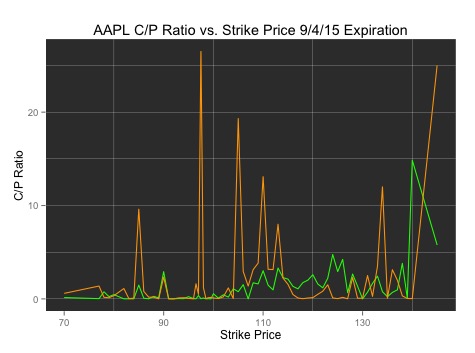 AAPL C/P Ratio vs. Strike Price 9/4/15 Expiration
20
10
0
C/P Ratio
70 90 110 130
Strike Price